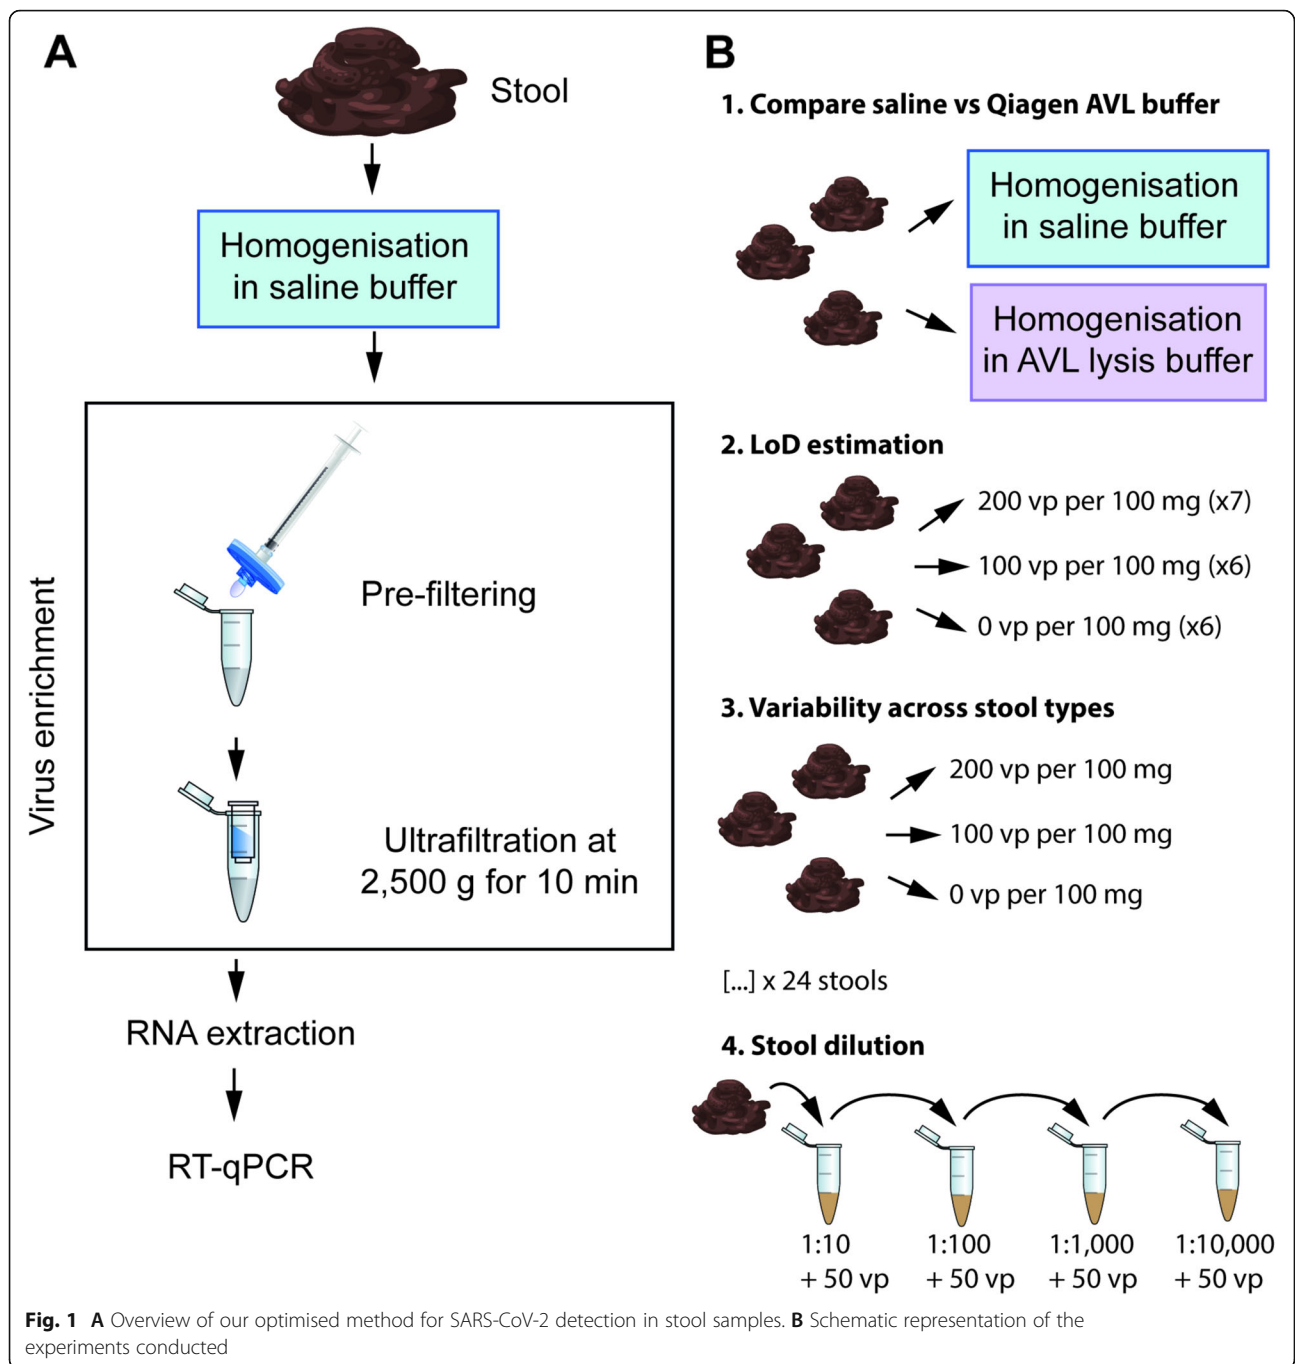 A
Stool
Homogenisation
in saline buffer
Virus enrichment
Pre-filtering
Ultrafiltration at
2,500 g for 10 min
RNA extraction
RT-qPCR
B
1. Compare saline vs Qiagen AVL buffer
Homogenisation
in saline buffer
Homogenisation
in AVL lysis buffer
2. LoD estimation
200 vp per 100 mg (x7)
100 vp per 100 mg (x6)
0 vp per 100 mg (x6)
3. Variability across stool types
200 vp per 100 mg
100 vp per 100 mg
0 vp per 100 mg
[...] x 24 stools
4. Stool dilution
1:10
+ 50 vp
1:100
+ 50 vp
1:1,000
+ 50 vp
1:10,000
+ 50 vp
Fig. 1 A Overview of our optimised method for SARS-CoV-2 detection in stool samples. B Schematic representation of the
experiments conducted